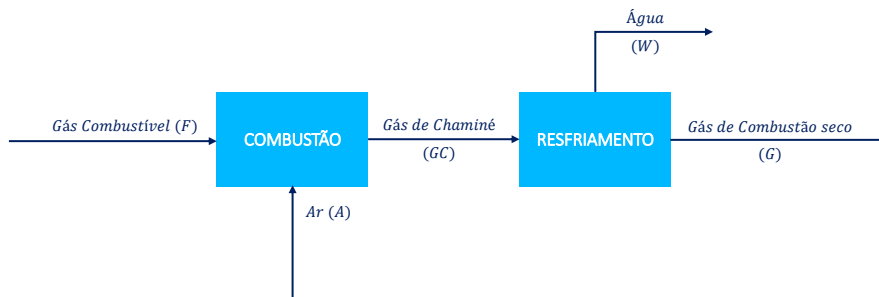 Água
(W)
Gás Combustível (F)
COMBUSTÃO
Gás de Chaminé
(GC)
RESFRIAMENTO
Gás de Combustão seco
(G)
Ar (A)